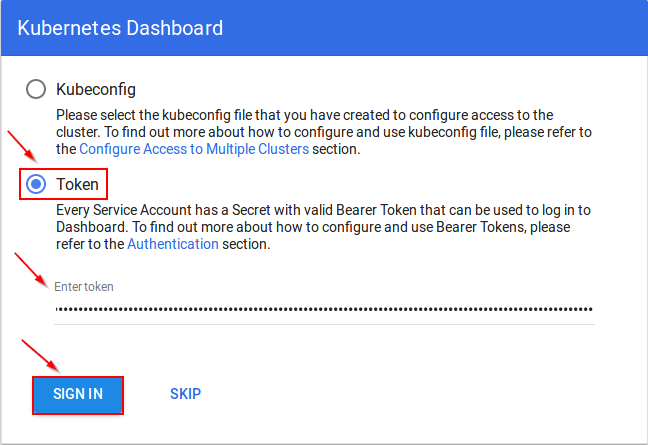 Kubernetes Dashboard
Kubeconfig
Please select the kubeconfig file that you have created to configure access to the
cluster. To find out more about how to configure and use kubeconfig file, please refer to
the Configure Access to Multiple Clusters section.
Token
Every Service Account has a Secret with valid Bearer Token that can be used to log in to
Dashboard. To find out more about how to configure and use Bearer Tokens, please
refer to the Authentication section.
Enter token
SIGN IN SKIP